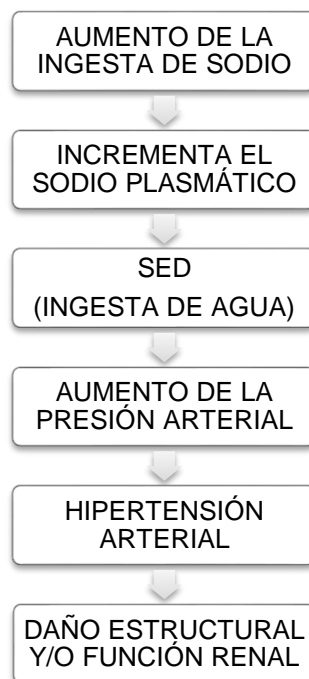 AUMENTO DE LA
INGESTA DE SODIO
INCREMENTA EL
SODIO PLASMÁTICO
SED
(INGESTA DE AGUA)
AUMENTO DE LA
PRESIÓN ARTERIAL
HIPERTENSIÓN
ARTERIAL
DAÑO ESTRUCTURAL
Y/O FUNCIÓN RENAL